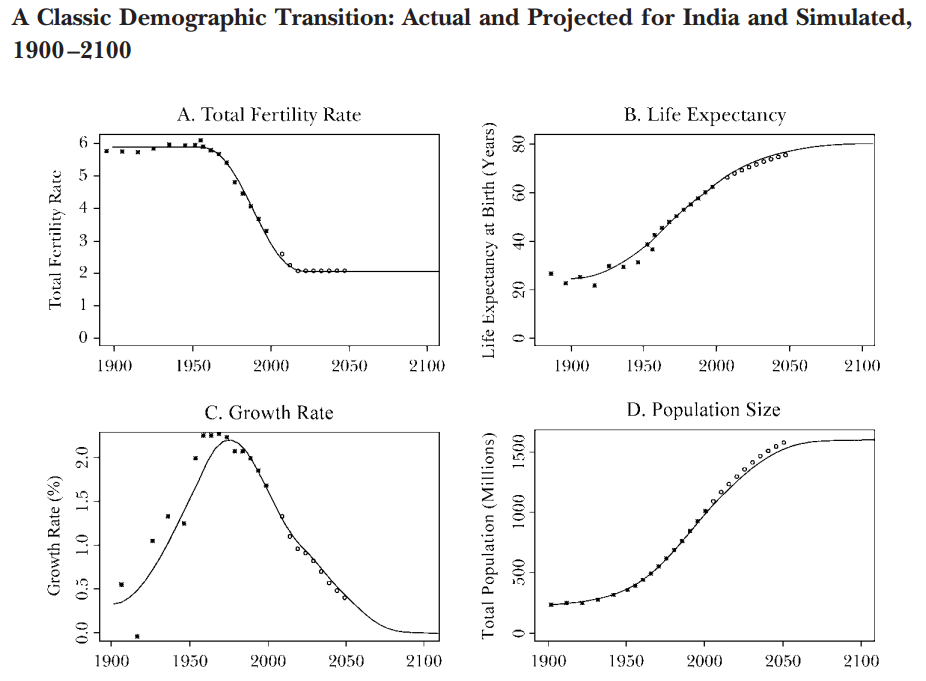 A Classic Demographic Transition: Actual and Projected for India and Simulated,
1900–2100
A. Total Fertility Rate
Total Fertility Rate
6
5
4
3
2
1
0
1900 1950 2000 2050 2100
B. Life Expectancy
Life Expectancy at Birth (Years)
80
60
40
20
0
1900 1950 2000 2050 2100
C. Growth Rate
Growth Rate (%)
2.0
1.5
1.0
0.5
0.0
1900 1950 2000 2050 2100
D. Population Size
Total Population (Millions)
1500
1000
500
0
1900 1950 2000 2050 2100